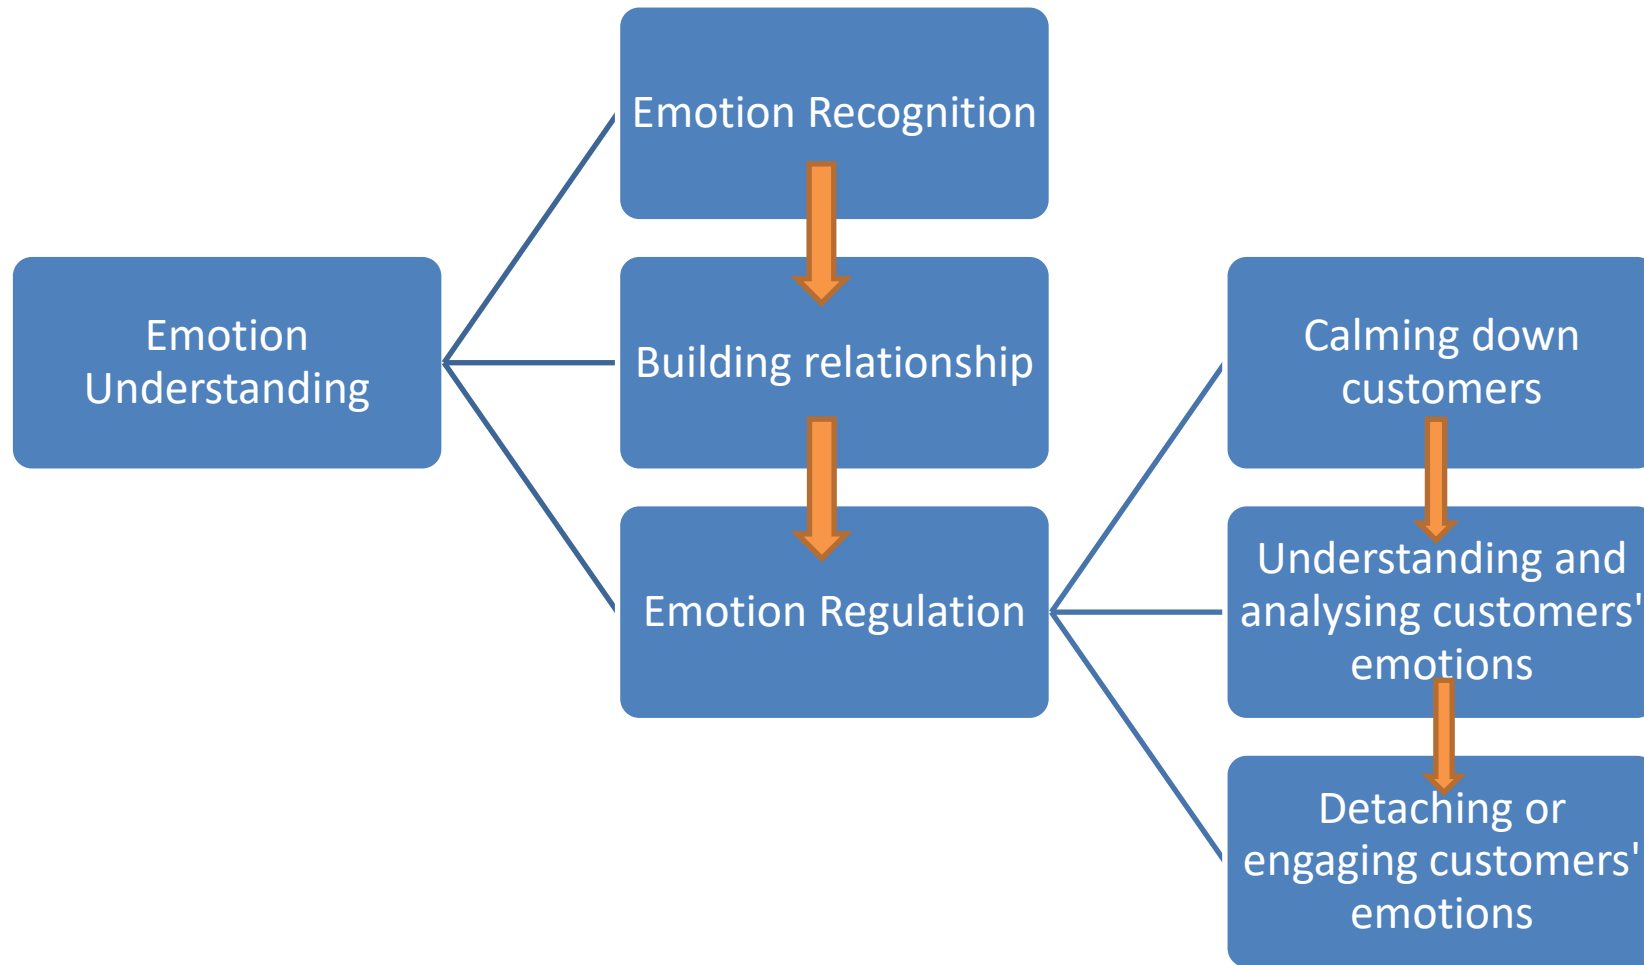 Emotion
Understanding
Emotion Recognition
Building relationship
Emotion Regulation
Calming down
customers
Understanding and
analysing customers'
emotions
Detaching or
engaging customers'
emotions